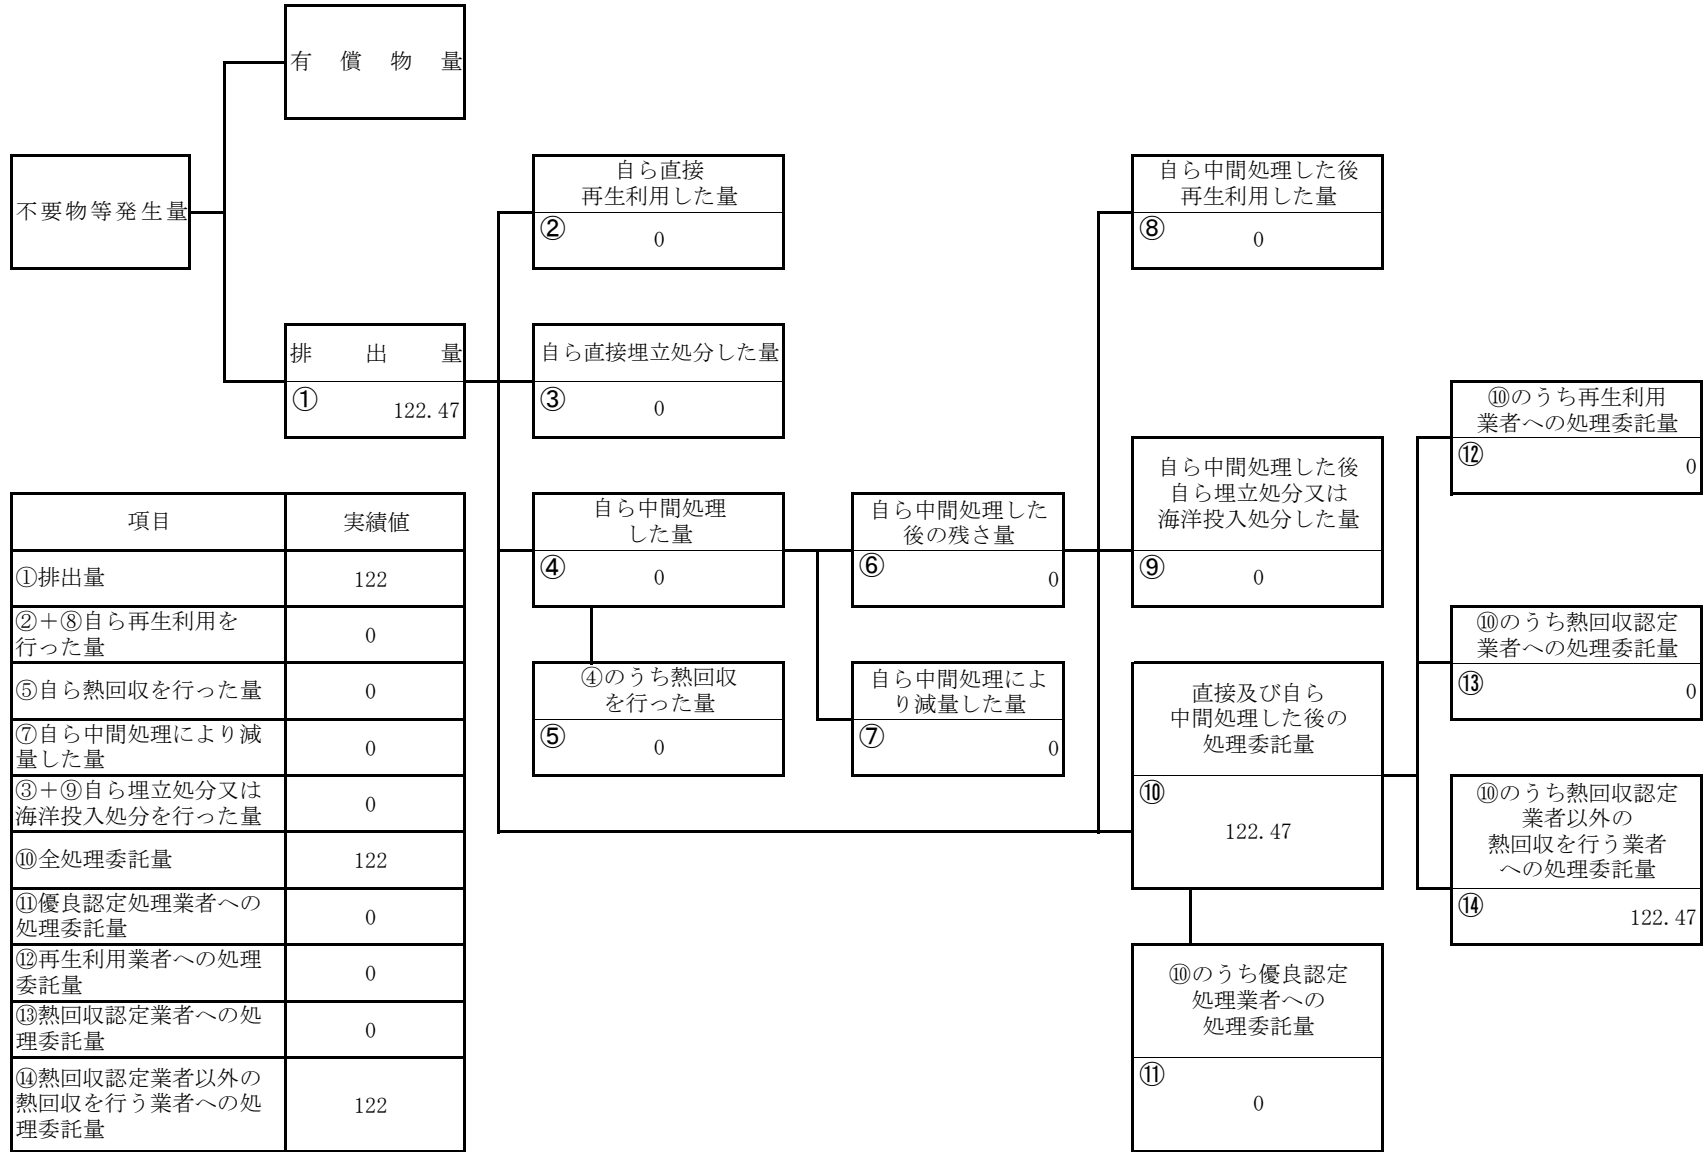 有償物量
不要物等発生量
排出量
①
122.47
自ら直接
再生利用した量
②
0
自ら直接埋立処分した量
③
0
自ら中間処理
した量
④
0
④のうち熱回収
を行った量
⑤
0
自ら中間処理した
後の残さ量
⑥
0
自ら中間処理によ
り減量した量
⑦
0
自ら中間処理した後
再生利用した量
⑧
0
自ら中間処理した後
自ら埋立処分又は
海洋投入処分した量
⑨
0
直接及び自ら
中間処理した後の
処理委託量
⑩
122.47
⑩のうち優良認定
処理業者への
処理委託量
⑪
0
⑩のうち再生利用
業者への処理委託量
⑫
0
⑩のうち熱回収認定
業者への処理委託量
⑬
0
⑩のうち熱回収認定
業者以外の
熱回収を行う業者
への処理委託量
⑭
122.47
項目 実績値
①排出量 122
②＋⑧自ら再生利用を
行った量 0
⑤自ら熱回収を行った量 0
⑦自ら中間処理により減
量した量 0
③＋⑨自ら埋立処分又は
海洋投入処分を行った量 0
⑩全処理委託量 122
⑪優良認定処理業者への
処理委託量 0
⑫再生利用業者への処理
委託量 0
⑬熱回収認定業者への処
理委託量 0
⑭熱回収認定業者以外の
熱回収を行う業者への処
理委託量 122